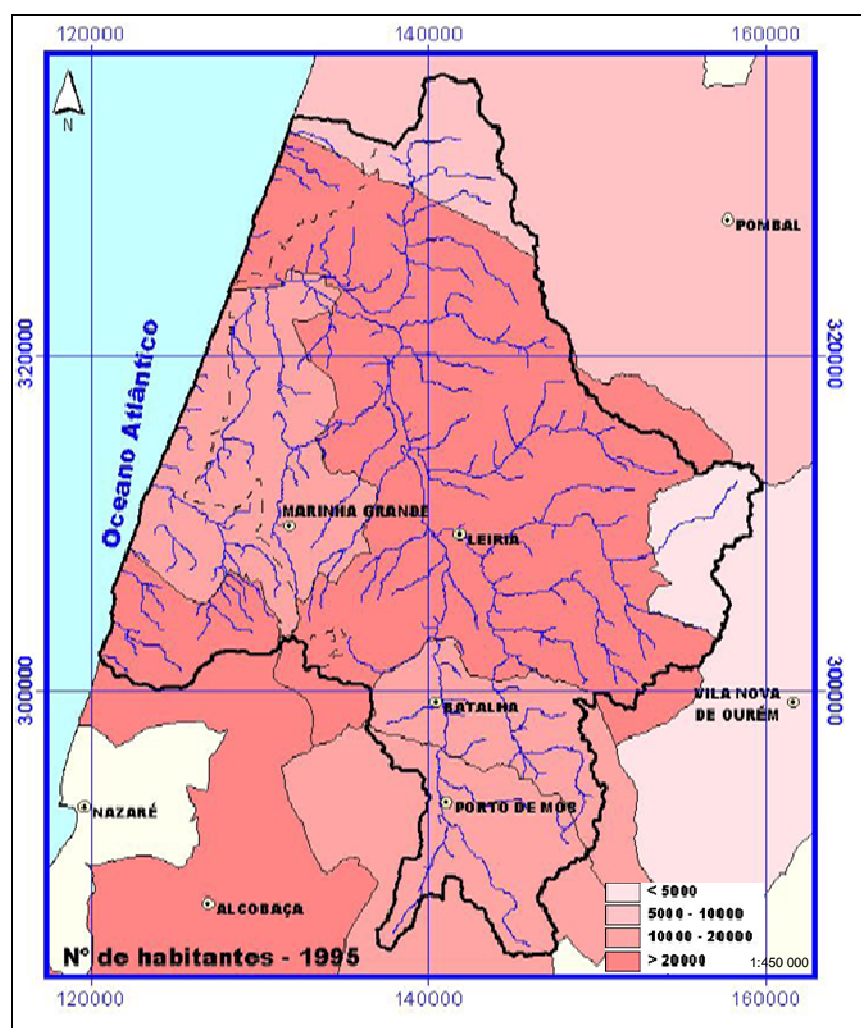 120000 140000 160000
N
POMBAL
320000 320000
Oceano Atlântico
MARINHA GRANDE
LEIRIA
300000 300000
BATALHA
VILA NOVA
DE OURÉM
NAZARÉ
PORTO DE MÓS
ALCOBAÇA
< 5000
5000 - 10000
10000 - 20000
> 20000
1:450 000
Nº de habitantes - 1995
120000 140000 160000